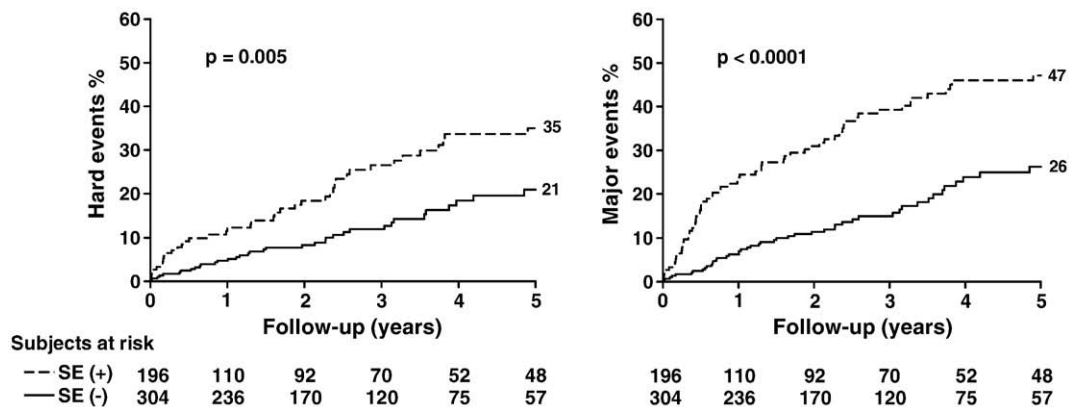 60
50
40
30
20
10
0
Hard events %
p = 0.005
35
21
0 1 2 3 4 5
Follow-up (years)
60
50
40
30
20
10
0
Major events %
p < 0.0001
47
26
0 1 2 3 4 5
Follow-up (years)
Subjects at risk
SE (+) 196 110 92 70 52 48 196 110 92 70 52 48
SE (-) 304 236 170 120 75 57 304 236 170 120 75 57